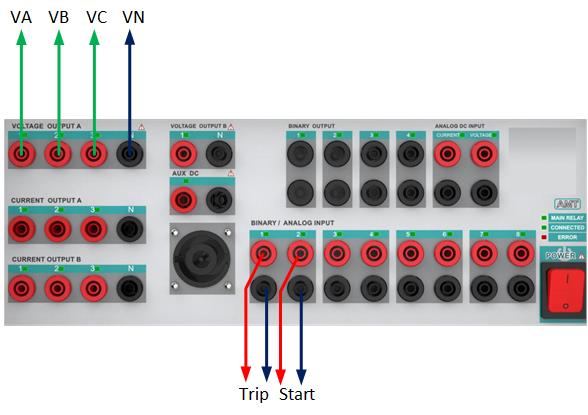 VA VB VC VN
VOLTAGE OUTPUT A
1 2 3 N
VOLTAGE OUTPUT B
1 N
BINARY OUTPUT
1 2 3 4
ANALOG DC INPUT
CURRENT VOLTAGE
AUX DC
CURRENT OUTPUT A
1 2 3 N
BINARY / ANALOG INPUT
1 2 3 4 5 6 7 8
CURRENT OUTPUT B
1 2 3 N
AMT
MAIN RELAY
CONNECTED
ERROR
POWER
Trip Start